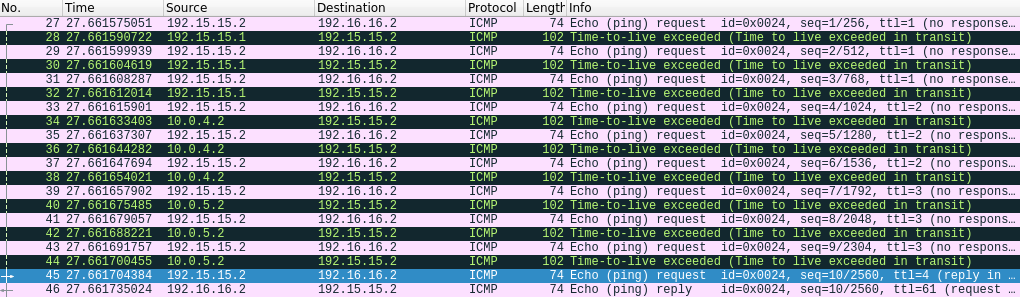 No. Time Source Destination Protocol Length Info
27 27.661575051 192.15.15.2 192.16.16.2 ICMP 74 Echo (ping) request id=0x0024, seq=1/256, ttl=1 (no response…
28 27.661590722 192.15.15.1 192.15.15.2 ICMP 102 Time-to-live exceeded (Time to live exceeded in transit)
29 27.661599939 192.15.15.2 192.16.16.2 ICMP 74 Echo (ping) request id=0x0024, seq=2/512, ttl=1 (no response…
30 27.661604619 192.15.15.1 192.15.15.2 ICMP 102 Time-to-live exceeded (Time to live exceeded in transit)
31 27.661608287 192.15.15.2 192.16.16.2 ICMP 74 Echo (ping) request id=0x0024, seq=3/768, ttl=1 (no response…
32 27.661612014 192.15.15.1 192.15.15.2 ICMP 102 Time-to-live exceeded (Time to live exceeded in transit)
33 27.661615901 192.15.15.2 192.16.16.2 ICMP 74 Echo (ping) request id=0x0024, seq=4/1024, ttl=2 (no respons…
34 27.661633403 10.0.4.2 192.15.15.2 ICMP 102 Time-to-live exceeded (Time to live exceeded in transit)
35 27.661637307 192.15.15.2 192.16.16.2 ICMP 74 Echo (ping) request id=0x0024, seq=5/1280, ttl=2 (no respons…
36 27.661644282 10.0.4.2 192.15.15.2 ICMP 102 Time-to-live exceeded (Time to live exceeded in transit)
37 27.661647694 192.15.15.2 192.16.16.2 ICMP 74 Echo (ping) request id=0x0024, seq=6/1536, ttl=2 (no respons…
38 27.661654021 10.0.4.2 192.15.15.2 ICMP 102 Time-to-live exceeded (Time to live exceeded in transit)
39 27.661657902 192.15.15.2 192.16.16.2 ICMP 74 Echo (ping) request id=0x0024, seq=7/1792, ttl=3 (no respons…
40 27.661675485 10.0.5.2 192.15.15.2 ICMP 102 Time-to-live exceeded (Time to live exceeded in transit)
41 27.661679057 192.15.15.2 192.16.16.2 ICMP 74 Echo (ping) request id=0x0024, seq=8/2048, ttl=3 (no respons…
42 27.661688221 10.0.5.2 192.15.15.2 ICMP 102 Time-to-live exceeded (Time to live exceeded in transit)
43 27.661691757 192.15.15.2 192.16.16.2 ICMP 74 Echo (ping) request id=0x0024, seq=9/2304, ttl=3 (no respons…
44 27.661700455 10.0.5.2 192.15.15.2 ICMP 102 Time-to-live exceeded (Time to live exceeded in transit)
45 27.661704384 192.15.15.2 192.16.16.2 ICMP 74 Echo (ping) request id=0x0024, seq=10/2560, ttl=4 (reply in …
46 27.661735024 192.16.16.2 192.15.15.2 ICMP 74 Echo (ping) reply id=0x0024, seq=10/2560, ttl=61 (request …